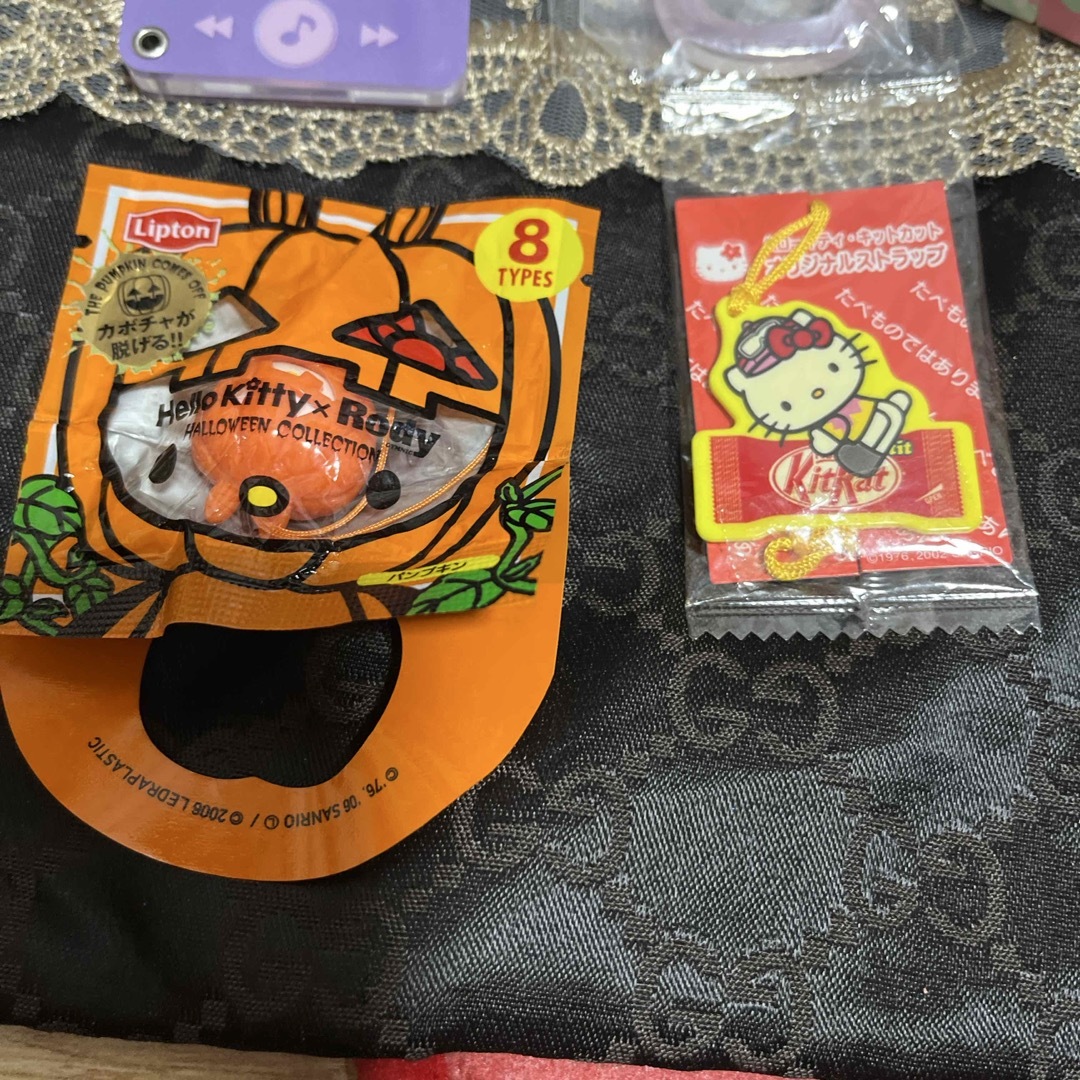 Lipton
THE PUMPKIN COMES OFF
カボチャが
脱げる!!
8
TYPES
Hello Kitty × Rody
HALLOWEEN COLLECTION
パンプキン
©'76, '06 SANRIO Ⓛ / © 2006 LEDRAPLASTIC
ローティ・キットカット
オリジナルストラップ
たべものではありま
たべもの
KitKat
©1976, 2002 SANRIO